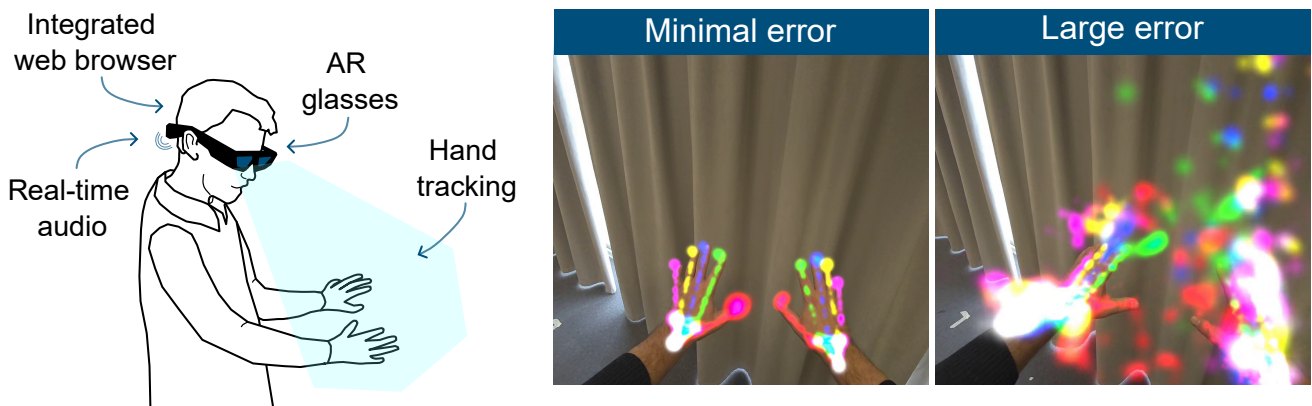 Integrated
web browser
AR
glasses
Hand
tracking
Real-time
audio
Minimal error
Large error